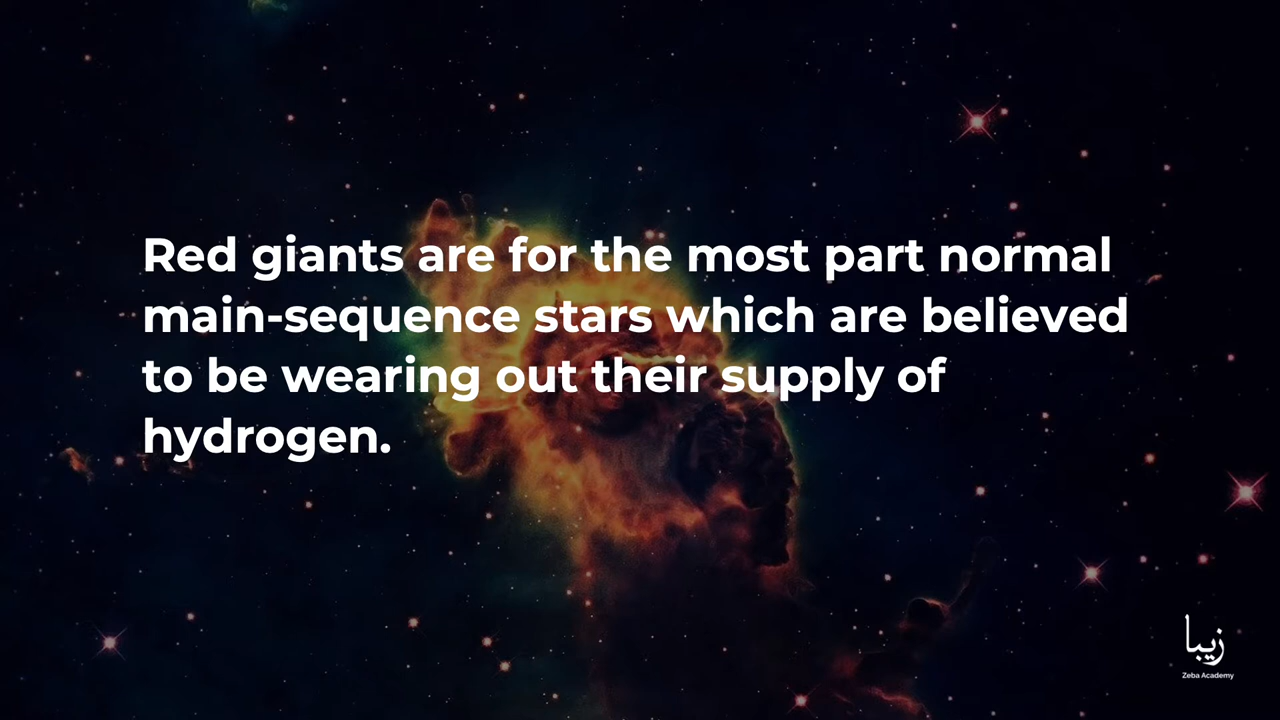 Red giants are for the most part normal
main-sequence stars which are believed
to be wearing out their supply of
hydrogen.
زيبا
Zeba Academy